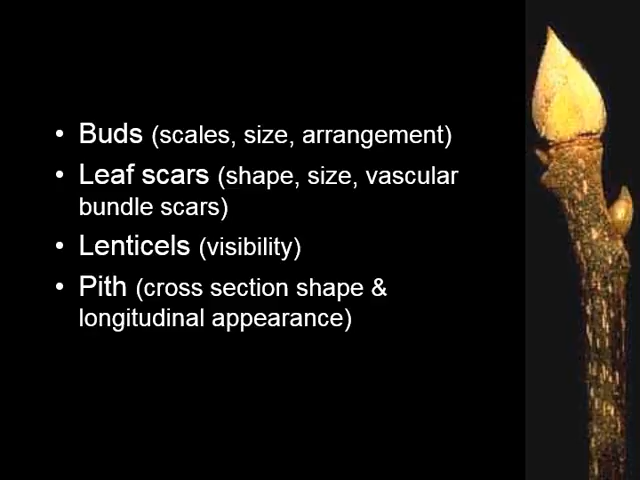 • Buds (scales, size, arrangement)
• Leaf scars (shape, size, vascular
bundle scars)
• Lenticels (visibility)
• Pith (cross section shape &
longitudinal appearance)